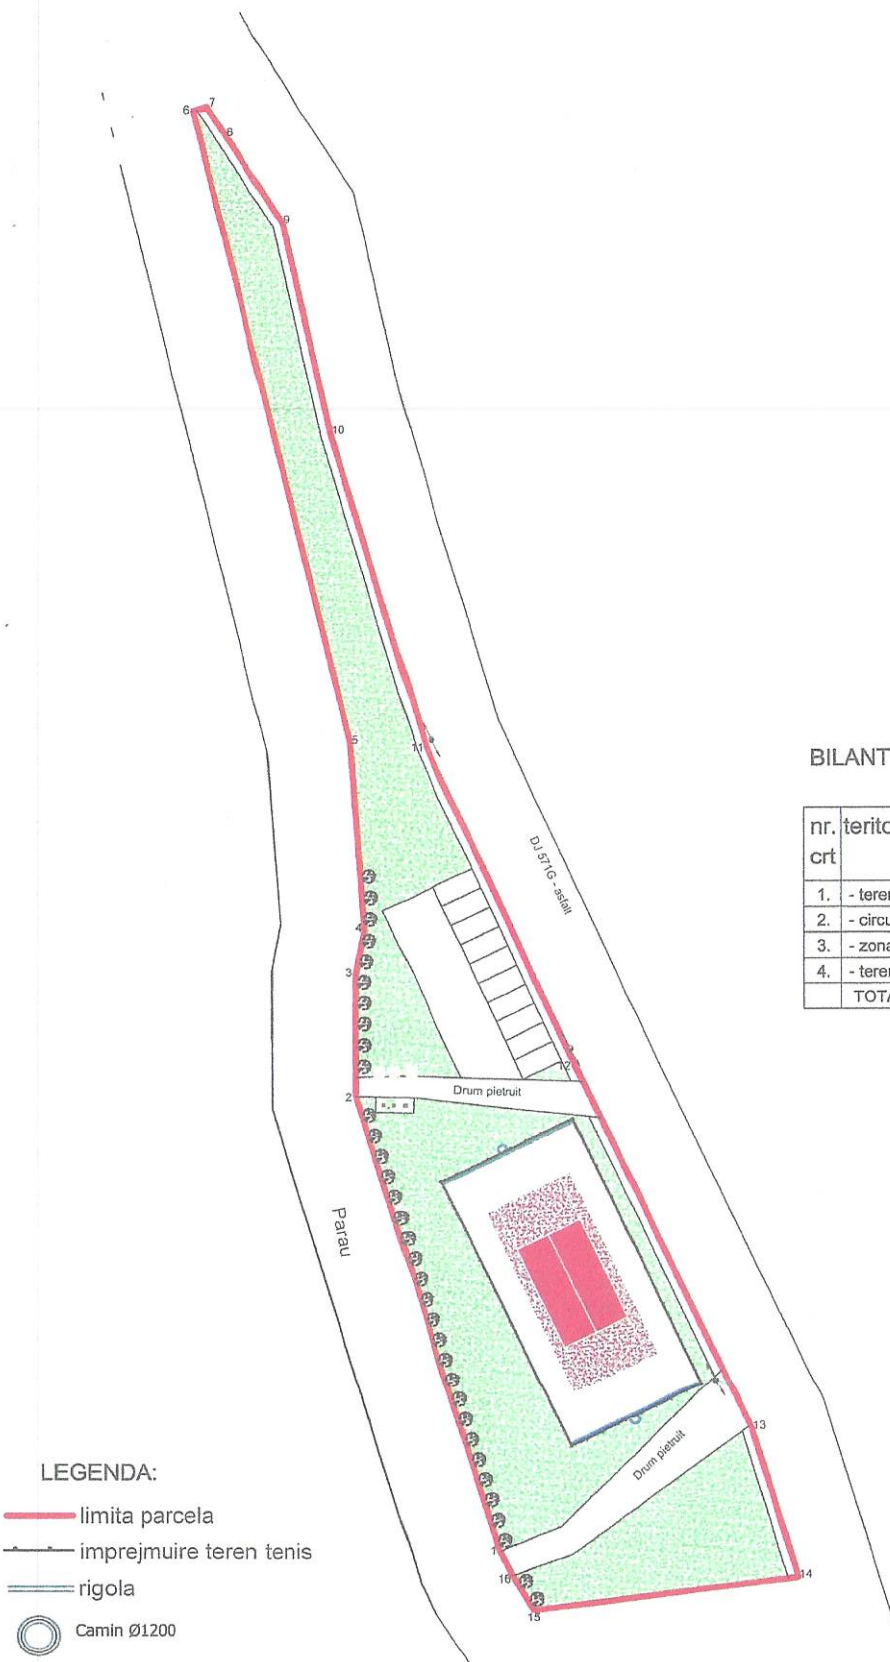 7
6
8
9
10
5
11
BILANT
nr. crt
1.
2.
3.
4.
DJ 571G - asfalt
4
3
12
2
Drum pietruit
Parau
13
Drum pietruit
16
14
15
LEGENDA:
limita parcela
imprejmuire teren tenis
rigola
Camin Ø1200